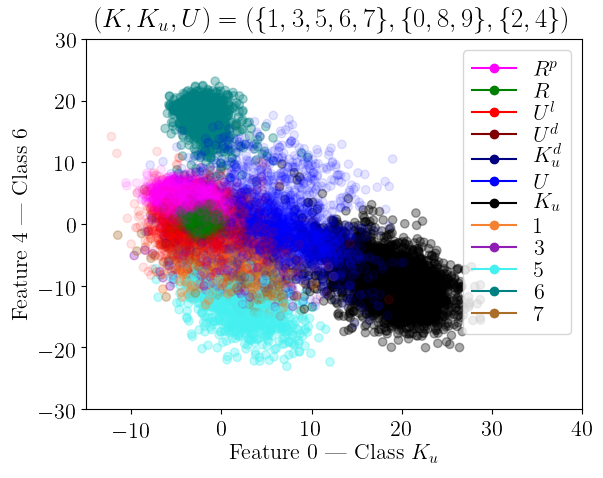 (K, K_u, U) = ({1, 3, 5, 6, 7}, {0, 8, 9}, {2, 4})
30
20
10
0
−10
−20
−30
Feature 4 — Class 6
R^p
R
U^l
U^d
K_u^d
U
K_u
1
3
5
6
7
−10
0
10
20
30
40
Feature 0 — Class K_u